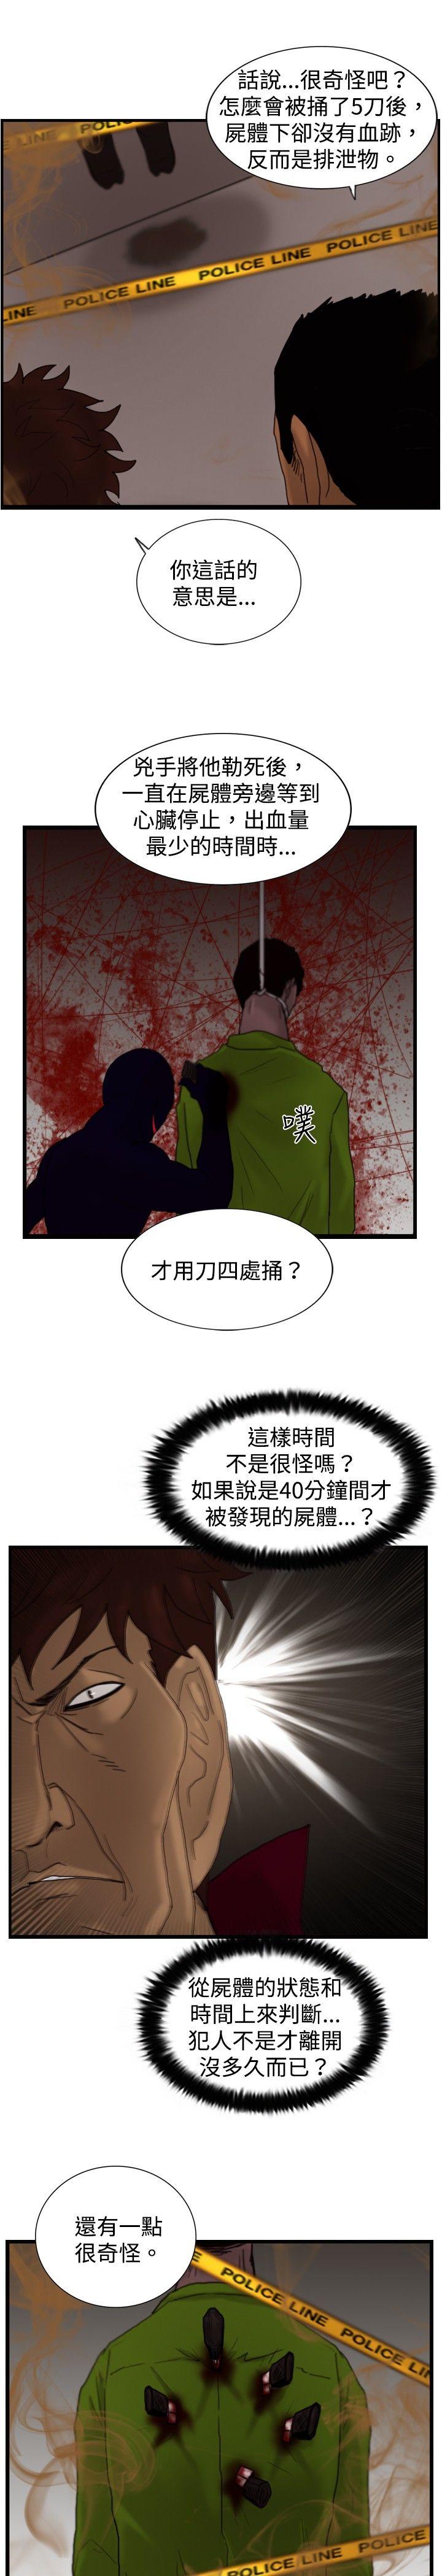 話說...很奇怪吧？
怎麼會被捅了5刀後，
屍體下卻沒有血跡，
反而是排泄物。
POLICE LINE
LINE
POLICE LINE
POLICE LINE
POLICE LINE
你這話的
意思是...
兇手將他勒死後，
一直在屍體旁邊等到
心臟停止，出血量
最少的時間時...
噗
才用刀四處捅？
這樣時間
不是很怪嗎？
如果說是40分鐘間才
被發現的屍體...？
從屍體的狀態和
時間上來判斷...
犯人不是才離開
沒多久而已？
還有一點
很奇怪。
POLICE LINE
POLICE LINE
POLICE LINE